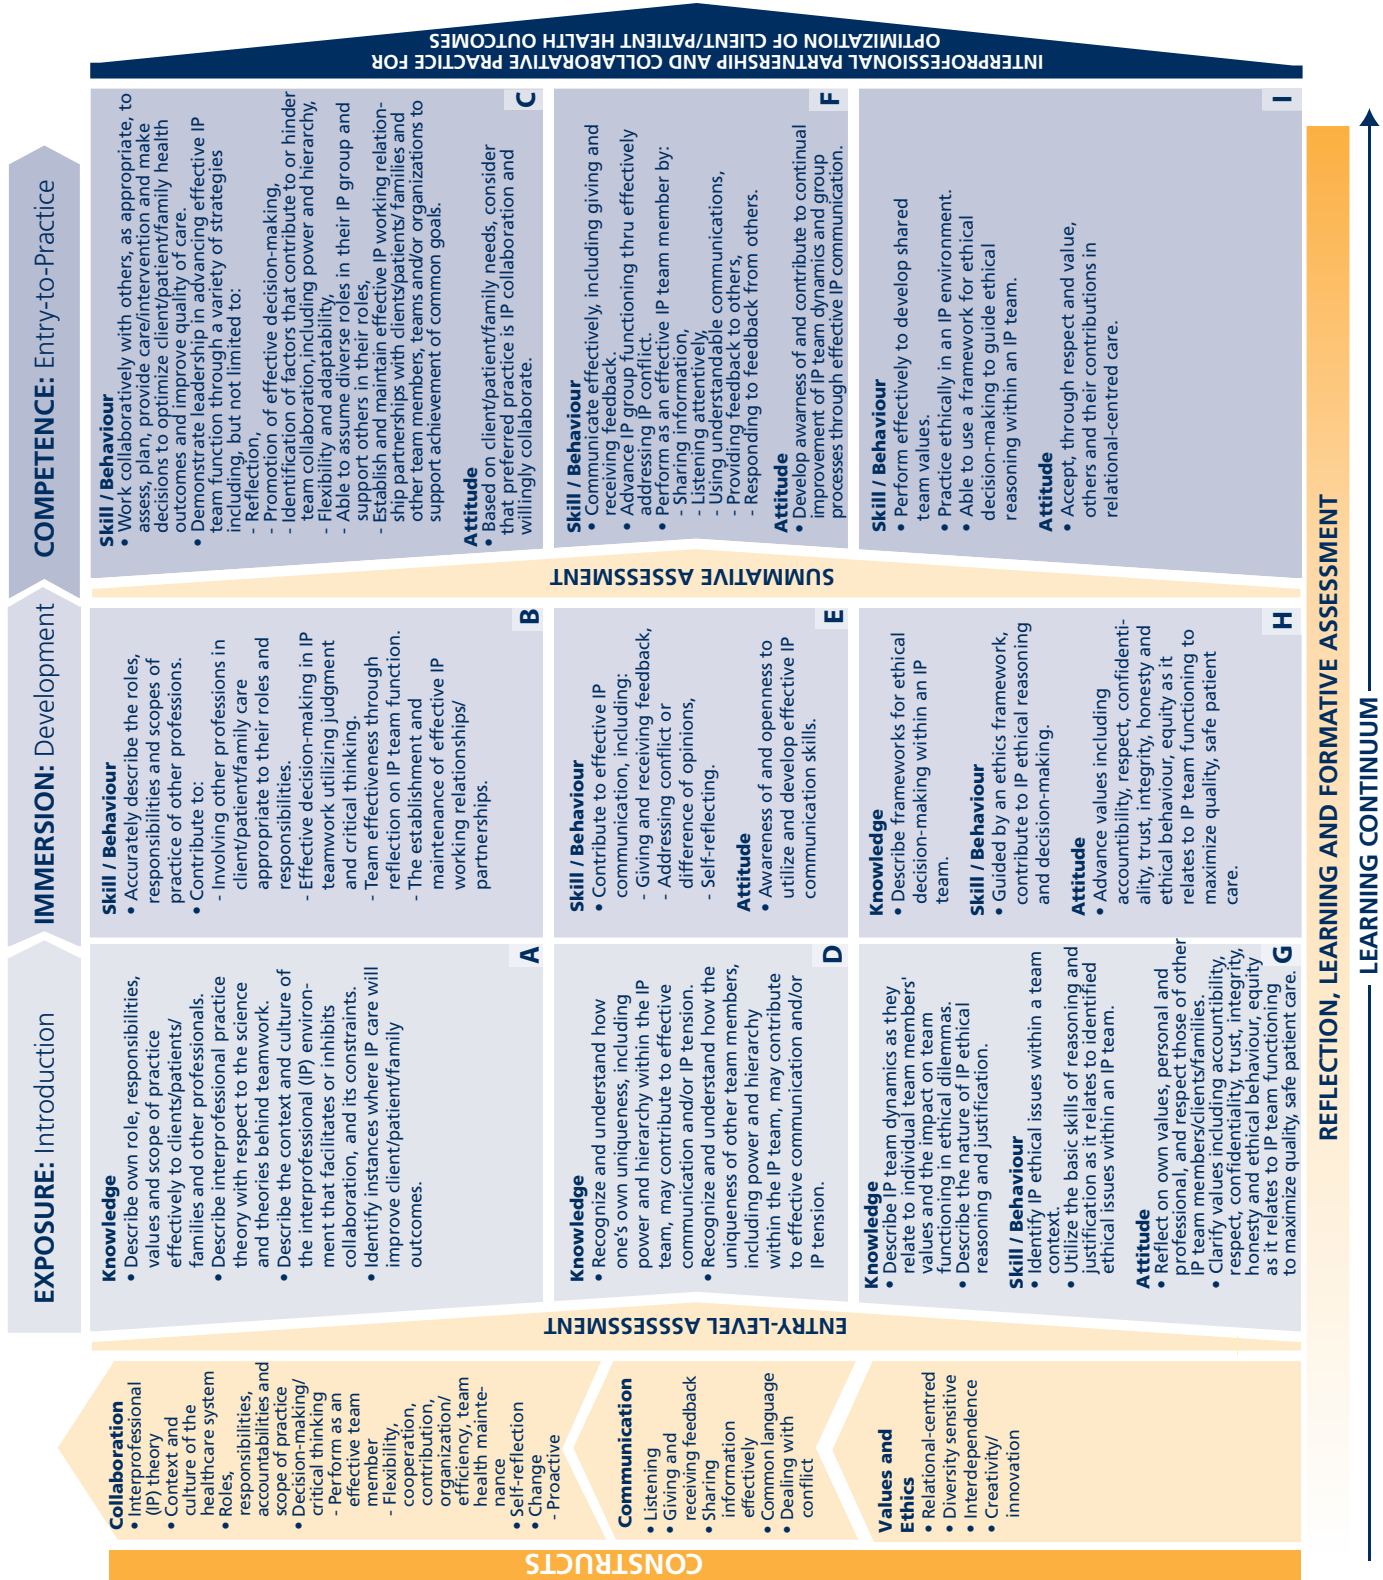 CONSTRUCTS
Collaboration
• Interprofessional
(IP) theory
• Context and
culture of the
healthcare system
• Roles,
responsibilities,
accountabilities and
scope of practice
• Decision-making/
critical thinking
- Perform as an
effective team
member
- Flexibility,
cooperation,
contribution,
organization/
efficiency, team
health mainte-
nance
• Self-reflection
• Change
- Proactive
Communication
• Listening
• Giving and
receiving feedback
• Sharing
information
effectively
• Common language
• Dealing with
conflict
Values and
Ethics
• Relational-centred
• Diversity sensitive
• Interdependence
• Creativity/
innovation
ENTRY-LEVEL ASSESSSMENT
EXPOSURE: Introduction
Knowledge
• Describe own role, responsibilities,
values and scope of practice
effectively to clients/patients/
families and other professionals.
• Describe interprofessional practice
theory with respect to the science
and theories behind teamwork.
• Describe the context and culture of
the interprofessional (IP) environ-
ment that facilitates or inhibits
collaboration, and its constraints.
• Identify instances where IP care will
improve client/patient/family
outcomes.
A
Knowledge
• Recognize and understand how
one's own uniqueness, including
power and hierarchy within the IP
team, may contribute to effective
communication and/or IP tension.
• Recognize and understand how the
uniqueness of other team members,
including power and hierarchy
within the IP team, may contribute
to effective communication and/or
IP tension.
D
Knowledge
• Describe IP team dynamics as they
relate to individual team members'
values and the impact on team
functioning in ethical dilemmas.
• Describe the nature of IP ethical
reasoning and justification.
Skill / Behaviour
• Identify IP ethical issues within a team
context.
• Utilize the basic skills of reasoning and
justification as it relates to identified
ethical issues within an IP team.
Attitude
• Reflect on own values, personal and
professional, and respect those of other
IP team members/clients/families.
• Clarify values including accountibility,
respect, confidentiality, trust, integrity,
honesty and ethical behaviour, equity
as it relates to IP team functioning
to maximize quality, safe patient care.
G
IMMERSION: Development
Skill / Behaviour
• Accurately describe the roles,
responsibilities and scopes of
practice of other professions.
• Contribute to:
- Involving other professions in
client/patient/family care
appropriate to their roles and
responsibilities.
- Effective decision-making in IP
teamwork utilizing judgment
and critical thinking.
- Team effectiveness through
reflection on IP team function.
- The establishment and
maintenance of effective IP
working relationships/
partnerships.
B
Skill / Behaviour
• Contribute to effective IP
communication, including:
- Giving and receiving feedback,
- Addressing conflict or
difference of opinions,
- Self-reflecting.
Attitude
• Awareness of and openness to
utilize and develop effective IP
communication skills.
E
Knowledge
• Describe frameworks for ethical
decision-making within an IP
team.
Skill / Behaviour
• Guided by an ethics framework,
contribute to IP ethical reasoning
and decision-making.
Attitude
• Advance values including
accountibility, respect, confidenti-
ality, trust, integrity, honesty and
ethical behaviour, equity as it
relates to IP team functioning to
maximize quality, safe patient
care.
H
SUMMATIVE ASSESSMENT
COMPETENCE: Entry-to-Practice
Skill / Behaviour
• Work collaboratively with others, as appropriate, to
assess, plan, provide care/intervention and make
decisions to optimize client/patient/family health
outcomes and improve quality of care.
• Demonstrate leadership in advancing effective IP
team function through a variety of strategies
including, but not limited to:
- Reflection,
- Promotion of effective decision-making,
- Identification of factors that contribute to or hinder
team collaboration,including power and hierarchy,
- Flexibility and adaptability,
- Able to assume diverse roles in their IP group and
support others in their roles,
- Establish and maintain effective IP working relation-
ship partnerships with clients/patients/ families and
other team members, teams and/or organizations to
support achievement of common goals.
Attitude
• Based on client/patient/family needs, consider
that preferred practice is IP collaboration and
willingly collaborate.
C
Skill / Behaviour
• Communicate effectively, including giving and
receiving feedback.
• Advance IP group functioning thru effectively
addressing IP conflict.
• Perform as an effective IP team member by:
- Sharing information,
- Listening attentively,
- Using understandable communications,
- Providing feedback to others,
- Responding to feedback from others.
Attitude
• Develop awareness of and contribute to continual
improvement of IP team dynamics and group
processes through effective IP communication.
F
Skill / Behaviour
• Perform effectively to develop shared
team values.
• Practice ethically in an IP environment.
• Able to use a framework for ethical
decision-making to guide ethical
reasoning within an IP team.
Attitude
• Accept, through respect and value,
others and their contributions in
relational-centred care.
I
INTERPROFESSIONAL PARTNERSHIP AND COLLABORATIVE PRACTICE FOR
OPTIMIZATION OF CLIENT/PATIENT HEALTH OUTCOMES
REFLECTION, LEARNING AND FORMATIVE ASSESSMENT
LEARNING CONTINUUM